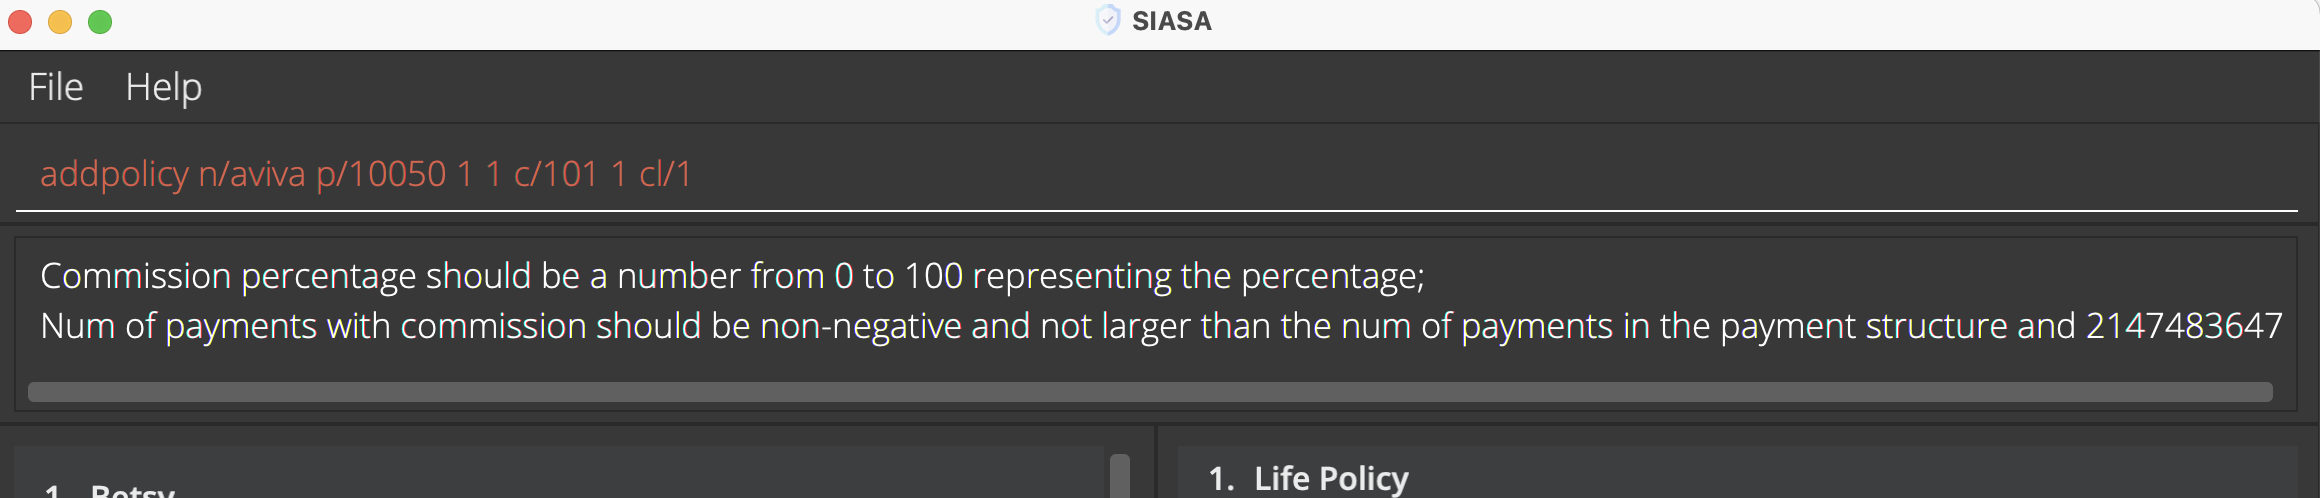 SIASA
File Help
addpolicy n/aviva p/10050 1 1 c/101 1 cl/1
Commission percentage should be a number from 0 to 100 representing the percentage;
Num of payments with commission should be non-negative and not larger than the num of payments in the payment structure and 2147483647
1. Betsy
1. Life Policy